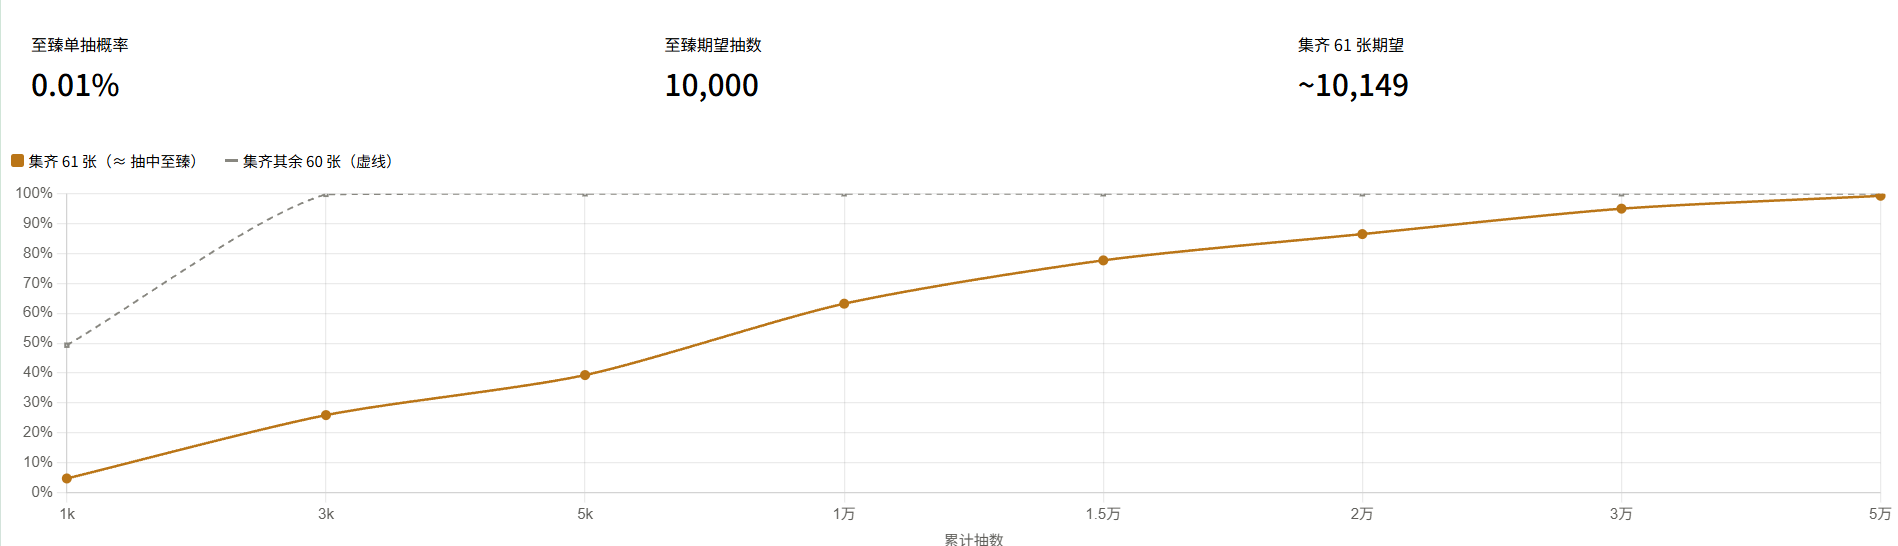 至臻单抽概率
0.01%
至臻期望抽数
10,000
集齐 61 张期望
~10,149
集齐 61 张（≈ 抽中至臻）
集齐其余 60 张（虚线）
100%
90%
80%
70%
60%
50%
40%
30%
20%
10%
0%
1k 3k 5k 1万 1.5万 2万 3万 5万
累计抽数